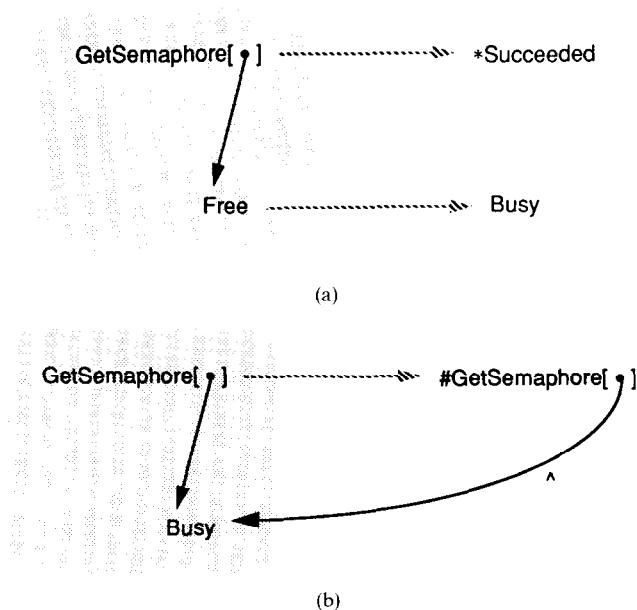 GetSemaphore[ • ] *Succeeded
Free Busy
(a)
GetSemaphore[ • ] #GetSemaphore[ • ]
^
Busy
(b)